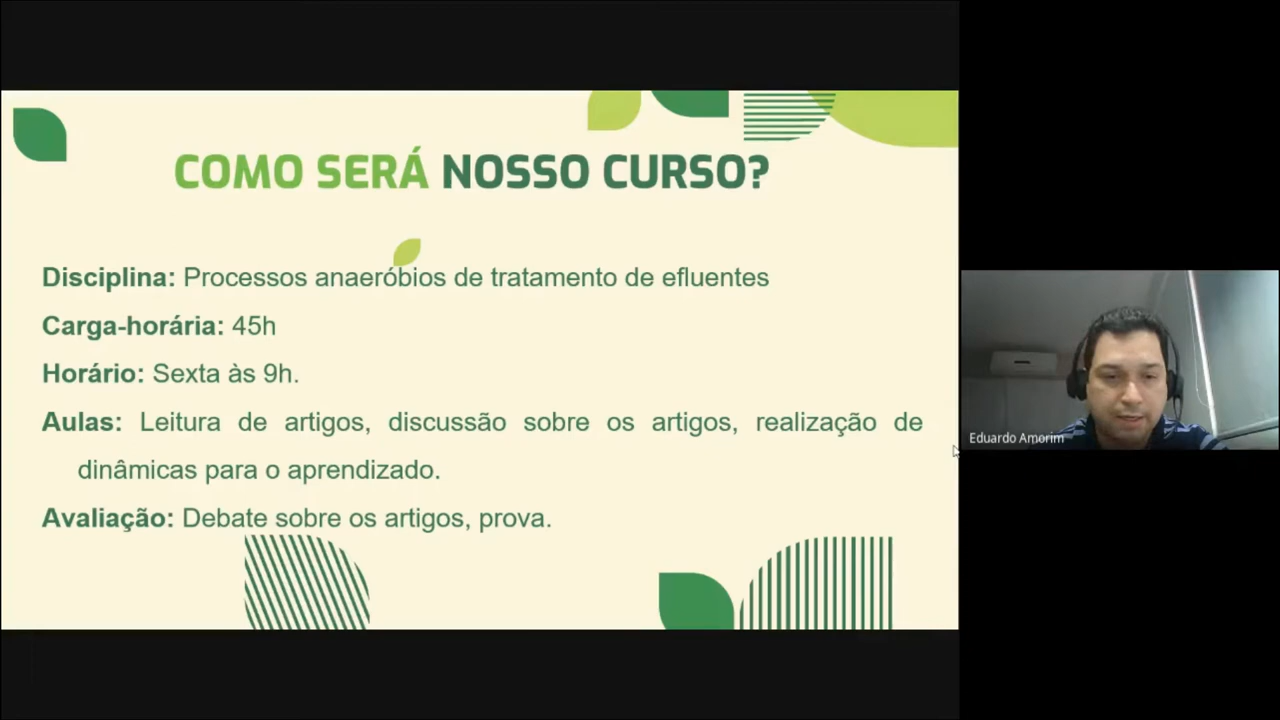 COMO SERÁ NOSSO CURSO?
Disciplina: Processos anaeróbios de tratamento de efluentes
Carga-horária: 45h
Horário: Sexta às 9h.
Aulas: Leitura de artigos, discussão sobre os artigos, realização de
dinâmicas para o aprendizado.
Avaliação: Debate sobre os artigos, prova.
Eduardo Amorim